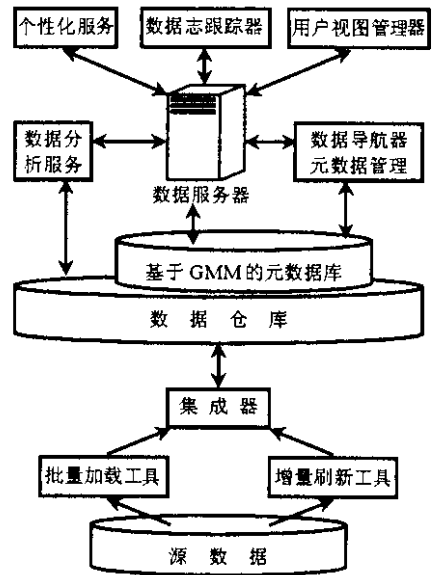 个性化服务
数据志跟踪器
用户视图管理器
数据分
析服务
数据导航器
元数据管理
数据服务器
基于GMM的元数据库
数据仓库
集成器
批量加载工具
增量刷新工具
源数据